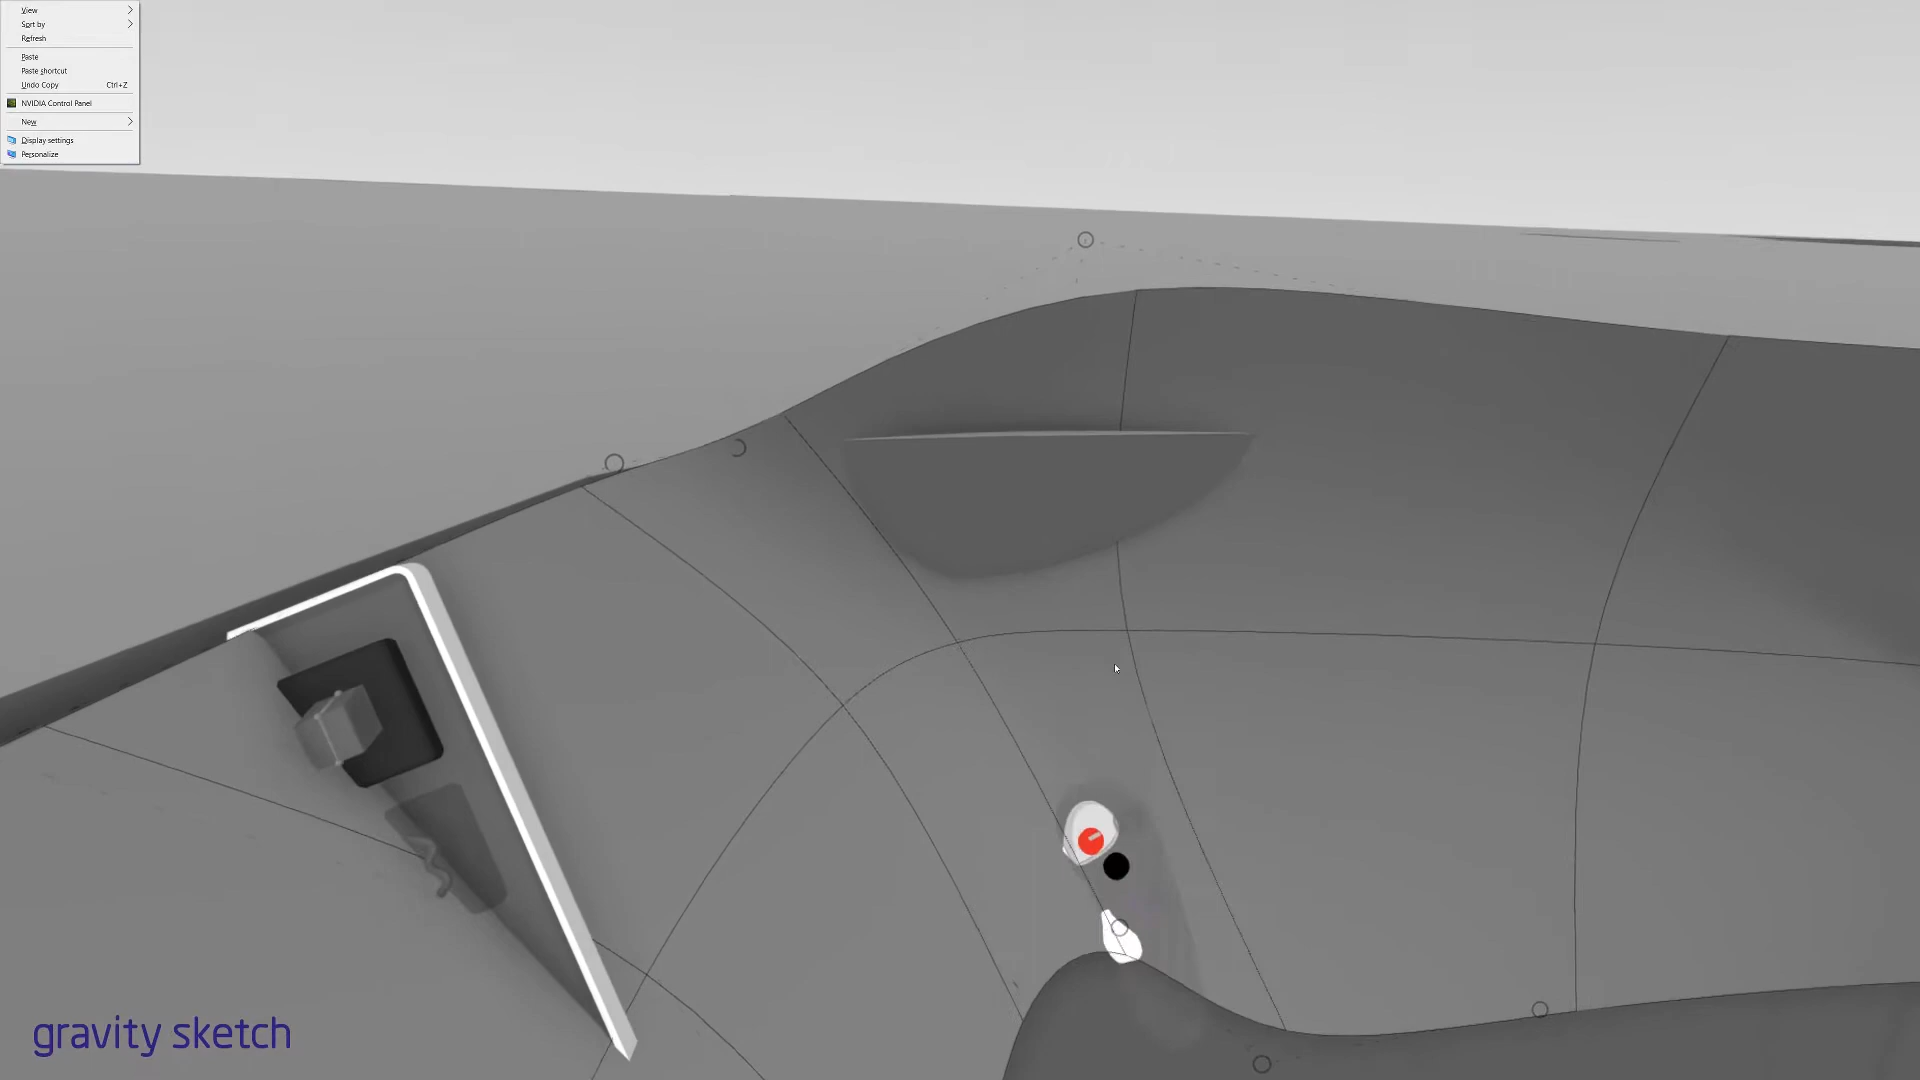 View
Sort by
Refresh
Paste
Paste shortcut
Undo Copy Ctrl+Z
NVIDIA Control Panel
New
Display settings
Personalize
gravity sketch